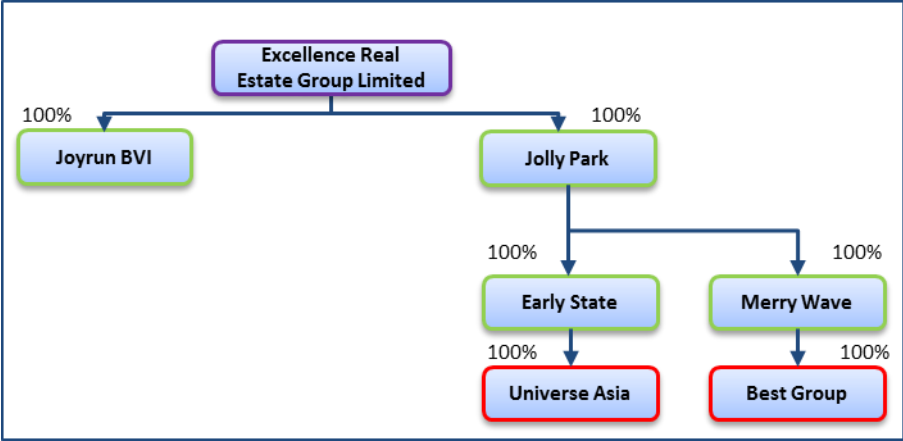 Excellence Real
Estate Group Limited
100%
100%
Joyrun BVI
Jolly Park
100%
100%
Early State
Merry Wave
100%
100%
Universe Asia
Best Group